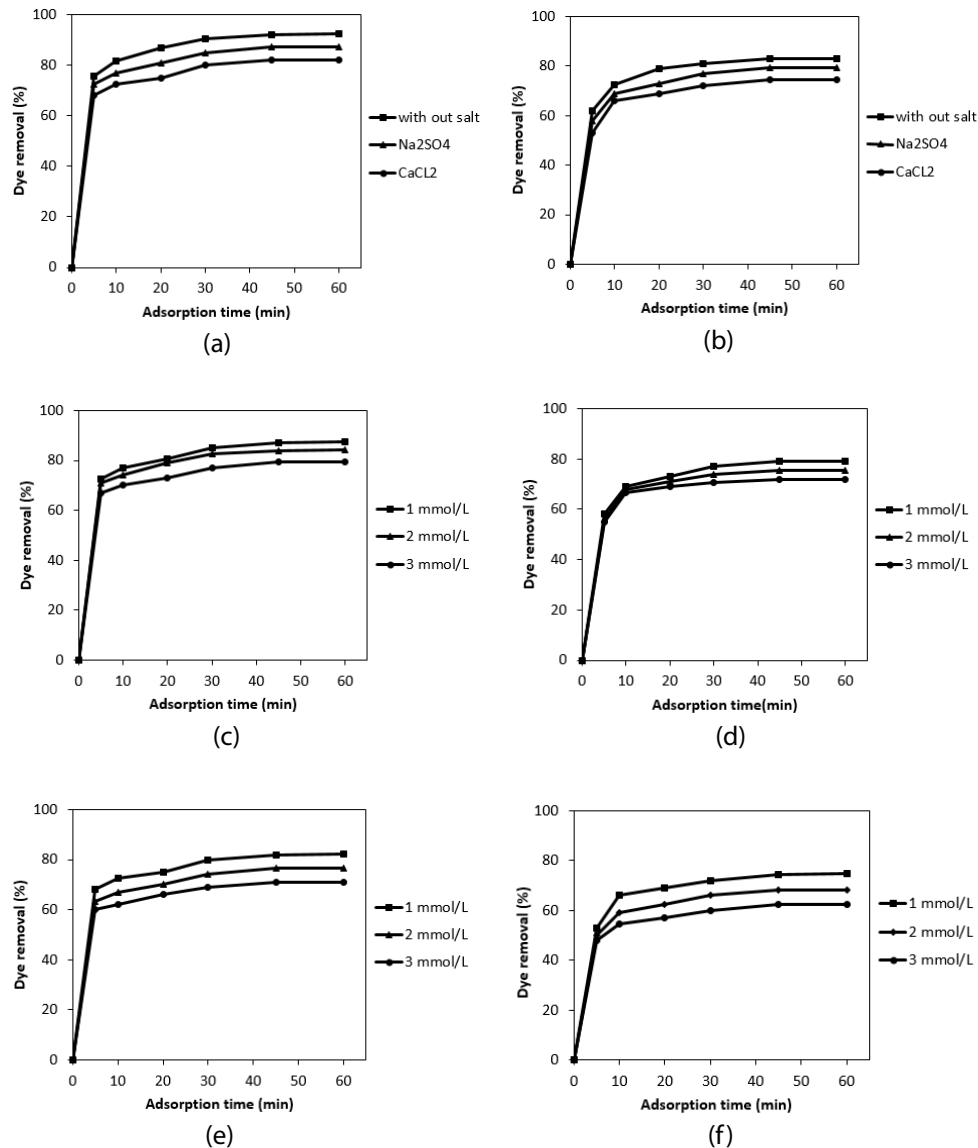 100
80
60
40
20
0
Dye removal (%)
0 10 20 30 40 50 60
Adsorption time (min)
with out salt
Na2SO4
CaCL2
(a)
100
80
60
40
20
0
Dye removal (%)
0 10 20 30 40 50 60
Adsorption time (min)
with out salt
Na2SO4
CaCL2
(b)
100
80
60
40
20
0
Dye removal (%)
0 10 20 30 40 50 60
Adsorption time (min)
1 mmol/L
2 mmol/L
3 mmol/L
(c)
100
80
60
40
20
0
Dye removal (%)
0 10 20 30 40 50 60
Adsorption time(min)
1 mmol/L
2 mmol/L
3 mmol/L
(d)
100
80
60
40
20
0
Dye removal (%)
0 10 20 30 40 50 60
Adsorption time (min)
1 mmol/L
2 mmol/L
3 mmol/L
(e)
100
80
60
40
20
0
Dye removal (%)
0 10 20 30 40 50 60
Adsorption time (min)
1 mmol/L
2 mmol/L
3 mmol/L
(f)